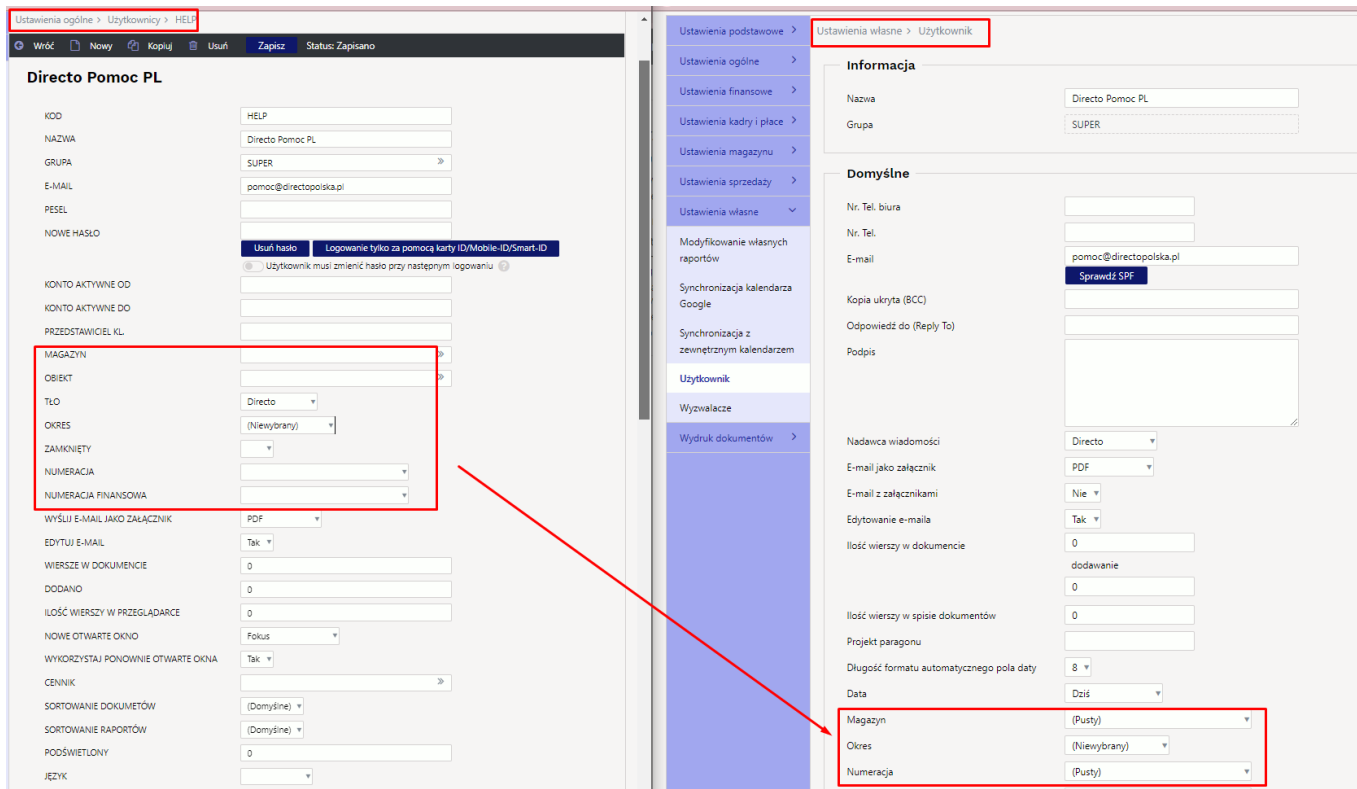 Ustawienia ogólne > Użytkownicy > HELP
Wróć Nowy Kopiuj Usuń Zapisz Status: Zapisano
Directo Pomoc PL
KOD HELP
NAZWA Directo Pomoc PL
GRUPA SUPER
E-MAIL pomoc@directopolska.pl
PESEL
NOWE HASŁO
Usuń hasło Logowanie tylko za pomocą karty ID/Mobile-ID/Smart-ID
Użytkownik musi zmienić hasło przy następnym logowaniu ?
KONTO AKTYWNE OD
KONTO AKTYWNE DO
PRZEDSTAWICIEL KL.
MAGAZYN
OBIEKT
TŁO Directo
OKRES (Niewybrany)
ZAMKNIĘTY
NUMERACJA
NUMERACJA FINANSOWA
WYŚLIJ E-MAIL JAKO ZAŁĄCZNIK PDF
EDYTUJ E-MAIL Tak
WIERSZE W DOKUMENCIE 0
DODANO 0
ILOŚĆ WIERSZY W PRZEGLĄDARCE 0
NOWE OTWARTE OKNO Fokus
WYKORZYSTAJ PONOWNIE OTWARTE OKNA Tak
CENNIK
SORTOWANIE DOKUMETÓW (Domyślne)
SORTOWANIE RAPORTÓW (Domyślne)
PODŚWIETLONY 0
JĘZYK
Ustawienia podstawowe >
Ustawienia ogólne >
Ustawienia finansowe >
Ustawienia kadry i płace >
Ustawienia magazynu >
Ustawienia sprzedaży >
Ustawienia własne
Modyfikowanie własnych
raportów
Synchronizacja kalendarza
Google
Synchronizacja z
zewnętrznym kalendarzem
Użytkownik
Wyzwalacze
Wydruk dokumentów >
Ustawienia własne > Użytkownik
Informacja
Nazwa Directo Pomoc PL
Grupa SUPER
Domyślne
Nr. Tel. biura
Nr. Tel.
E-mail pomoc@directopolska.pl
Sprawdź SPF
Kopia ukryta (BCC)
Odpowiedź do (Reply To)
Podpis
Nadawca wiadomości Directo
E-mail jako załącznik PDF
E-mail z załącznikami Nie
Edytowanie e-maila Tak
Ilość wierszy w dokumencie 0
dodawanie
0
Ilość wierszy w spisie dokumentów 0
Projekt paragonu
Długość formatu automatycznego pola daty 8
Data Dziś
Magazyn (Pusty)
Okres (Niewybrany)
Numeracja (Pusty)